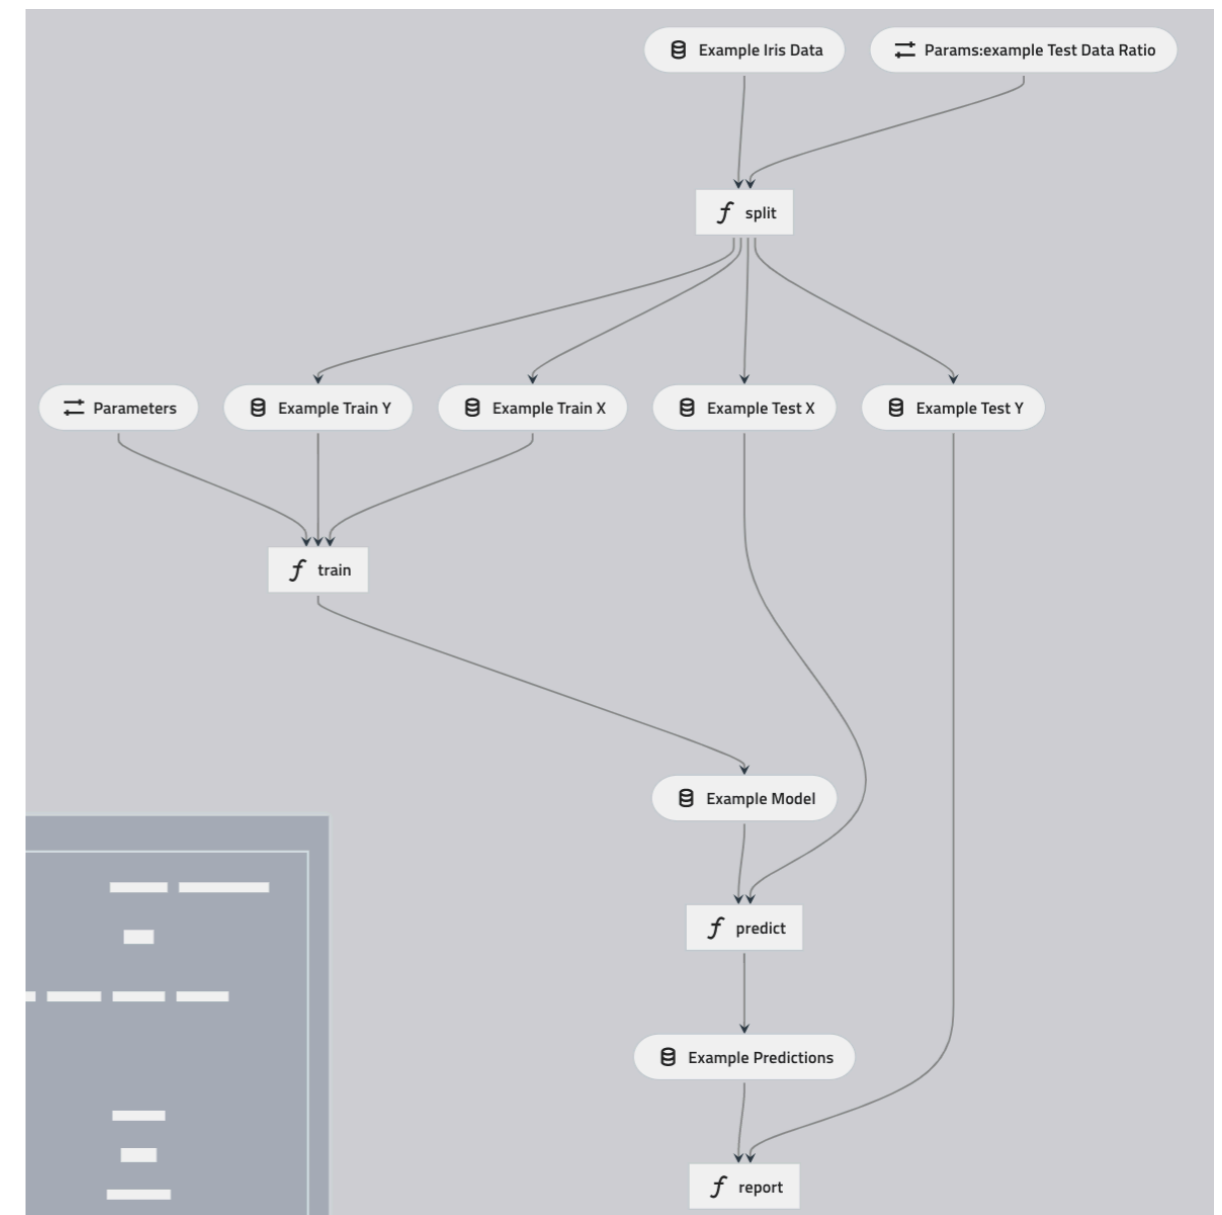 Example Iris Data
Params:example Test Data Ratio
split
Parameters
Example Train Y
Example Train X
Example Test X
Example Test Y
train
Example Model
predict
Example Predictions
report